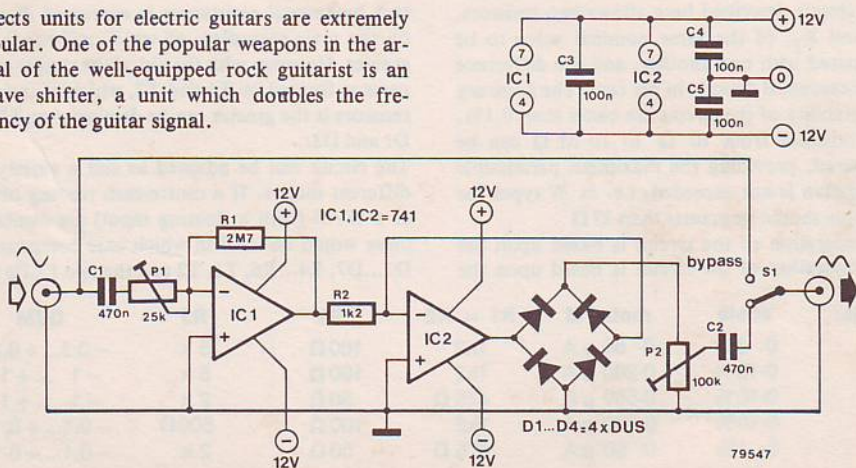 ects units for electric guitars are extremely
ular. One of the popular weapons in the ar-
al of the well-equipped rock guitarist is an
ave shifter, a unit which doubles the fre-
ncy of the guitar signal.
12V
C4
100n
7
7
IC1
C3
IC2
0
4
100n
4
C5
100n
12V
12V
R1
2M7
IC1,IC2=741
12V
bypass
S1
C1
P1
R2
470n
25k
IC1
1k2
IC2
C2
P2
470n
100k
D1...D4=4xDUS
12V
12V
79547